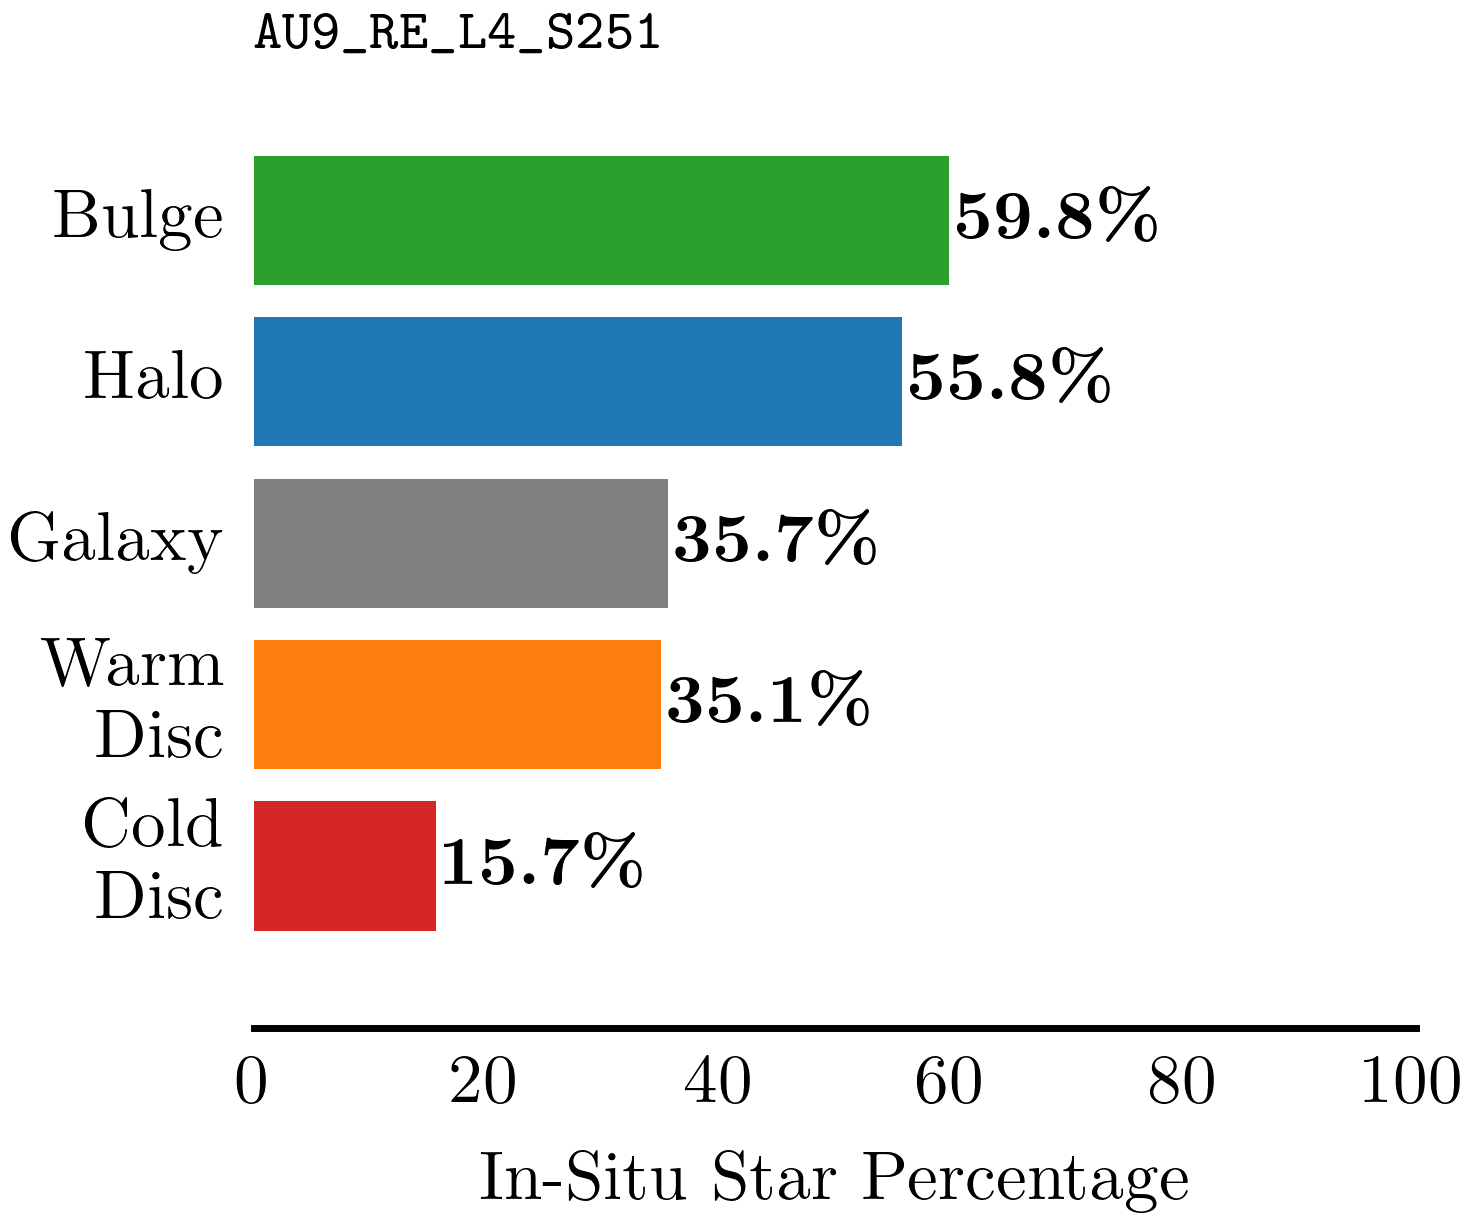 AU9_RE_L4_S251
Bulge
59.8%
Halo
55.8%
Galaxy
35.7%
Warm
Disc
35.1%
Cold
Disc
15.7%
0 20 40 60 80 100
In-Situ Star Percentage